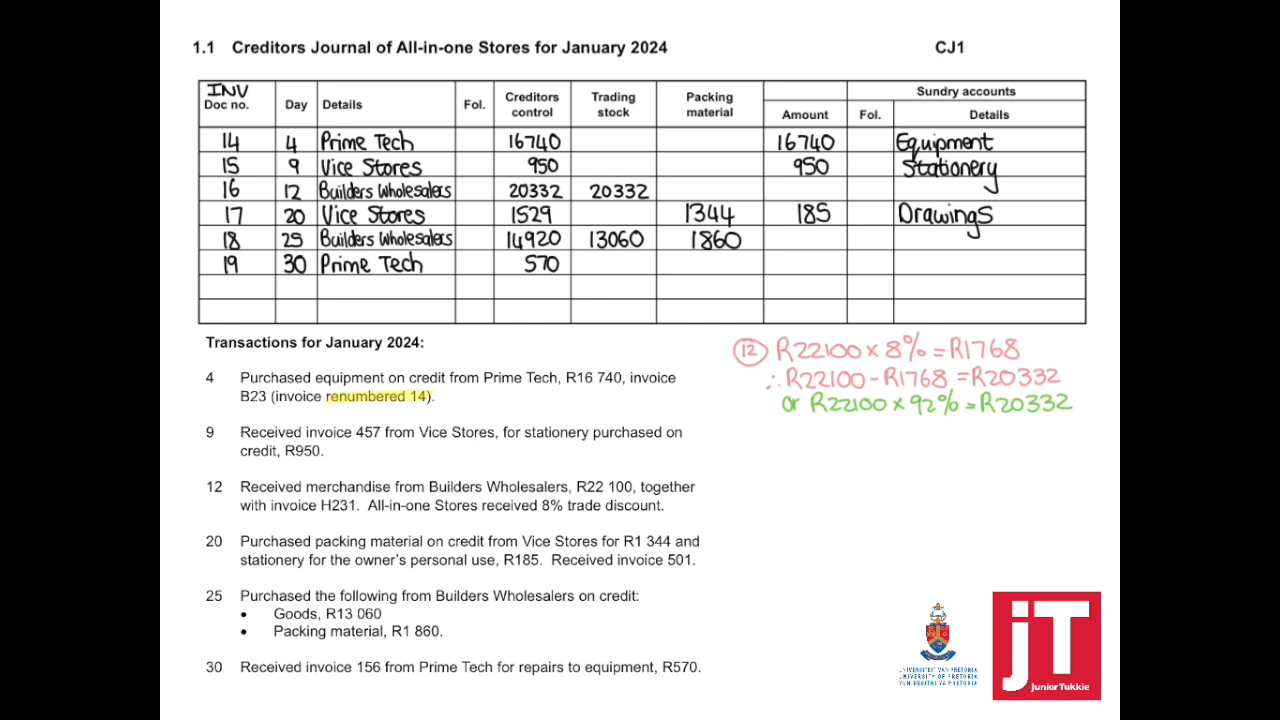 1.1 Creditors Journal of All-in-one Stores for January 2024 CJ1
INV
Doc no. Day Details Fol. Creditors control Trading stock Packing material Sundry accounts
Amount Fol. Details
14 4 Prime Tech 16740 16740 Equipment
15 9 Vice Stores 950 950 Stationery
16 12 Builders Wholesalers 20332 20332
17 20 Vice Stores 1529 1344 185 Drawings
18 25 Builders Wholesalers 14920 13060 1860
19 30 Prime Tech 570
Transactions for January 2024:
4 Purchased equipment on credit from Prime Tech, R16 740, invoice
B23 (invoice renumbered 14).
9 Received invoice 457 from Vice Stores, for stationery purchased on
credit, R950.
12 Received merchandise from Builders Wholesalers, R22 100, together
with invoice H231. All-in-one Stores received 8% trade discount.
20 Purchased packing material on credit from Vice Stores for R1 344 and
stationery for the owner's personal use, R185. Received invoice 501.
25 Purchased the following from Builders Wholesalers on credit:
• Goods, R13 060
• Packing material, R1 860.
30 Received invoice 156 from Prime Tech for repairs to equipment, R570.
12 R22100 × 8% = R1768
∴ R22100 - R1768 = R20332
or R22100 × 92% = R20332
UNIVERSITEIT VAN PRETORIA
UNIVERSITY OF PRETORIA
YUNIBESITHI YA PRETORIA
jT
JuniorTukkie